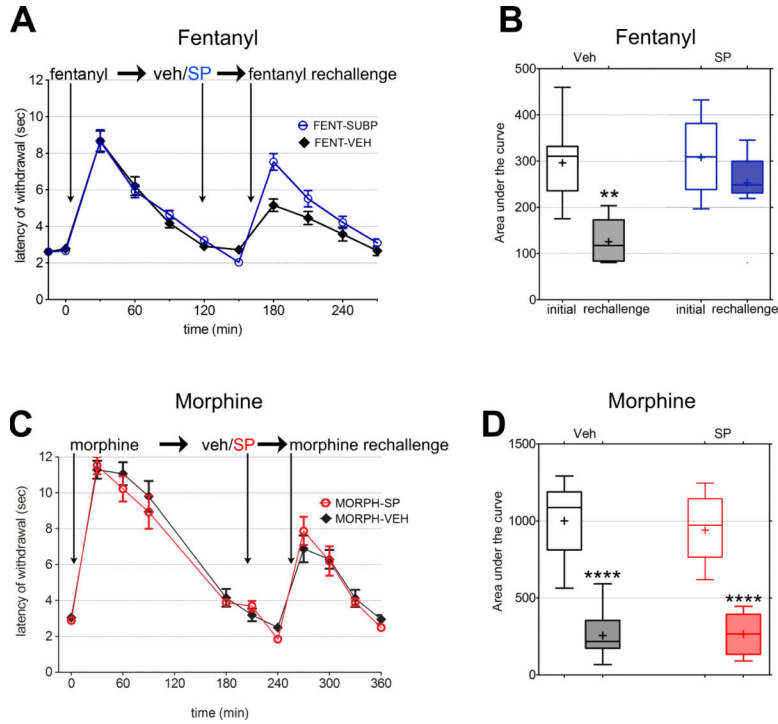 A
Fentanyl
fentanyl → veh/SP → fentanyl rechallenge
12
10
8
6
4
2
0
latency of withdrawal (sec)
FENT-SUBP
FENT-VEH
0 60 120 180 240
time (min)
B
Fentanyl
Veh SP
500
400
300
200
100
0
Area under the curve
**
initial rechallenge initial rechallenge
C
Morphine
morphine → veh/SP → morphine rechallenge
12
10
8
6
4
2
0
latency of withdrawal (sec)
MORPH-SP
MORPH-VEH
0 60 120 180 240 300 360
time (min)
D
Morphine
Veh SP
1500
1000
500
0
Area under the curve
****
****